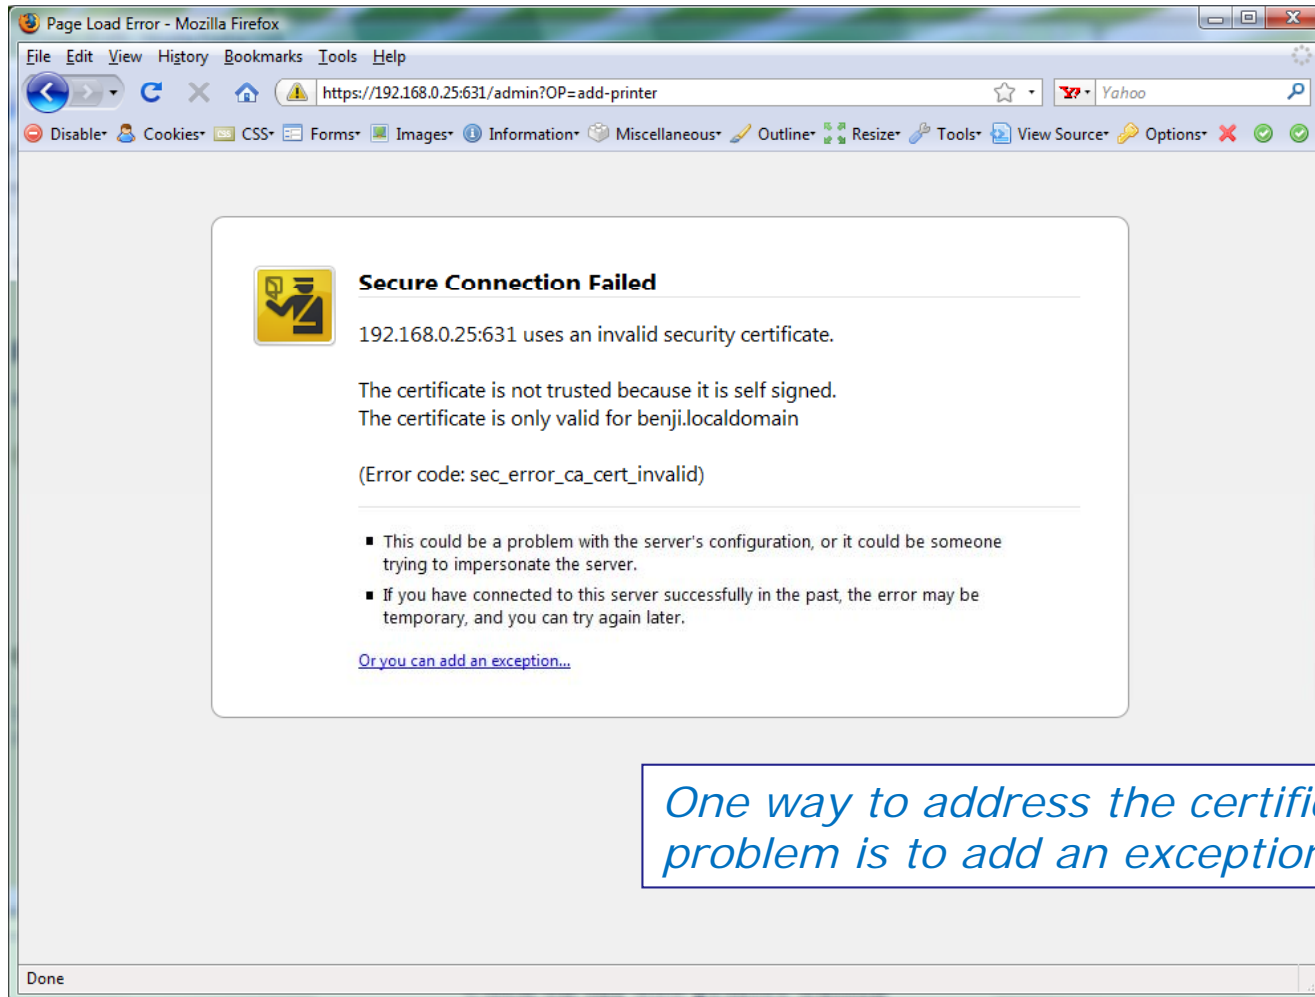 Page Load Error - Mozilla Firefox
File Edit View History Bookmarks Tools Help
https://192.168.0.25:631/admin?OP=add-printer Yahoo
Disable Cookies CSS Forms Images Information Miscellaneous Outline Resize Tools View Source Options
Secure Connection Failed
192.168.0.25:631 uses an invalid security certificate.
The certificate is not trusted because it is self signed.
The certificate is only valid for benji.localdomain
(Error code: sec_error_ca_cert_invalid)
This could be a problem with the server's configuration, or it could be someone
trying to impersonate the server.
If you have connected to this server successfully in the past, the error may be
temporary, and you can try again later.
Or you can add an exception...
One way to address the
problem is to add an exception
Done